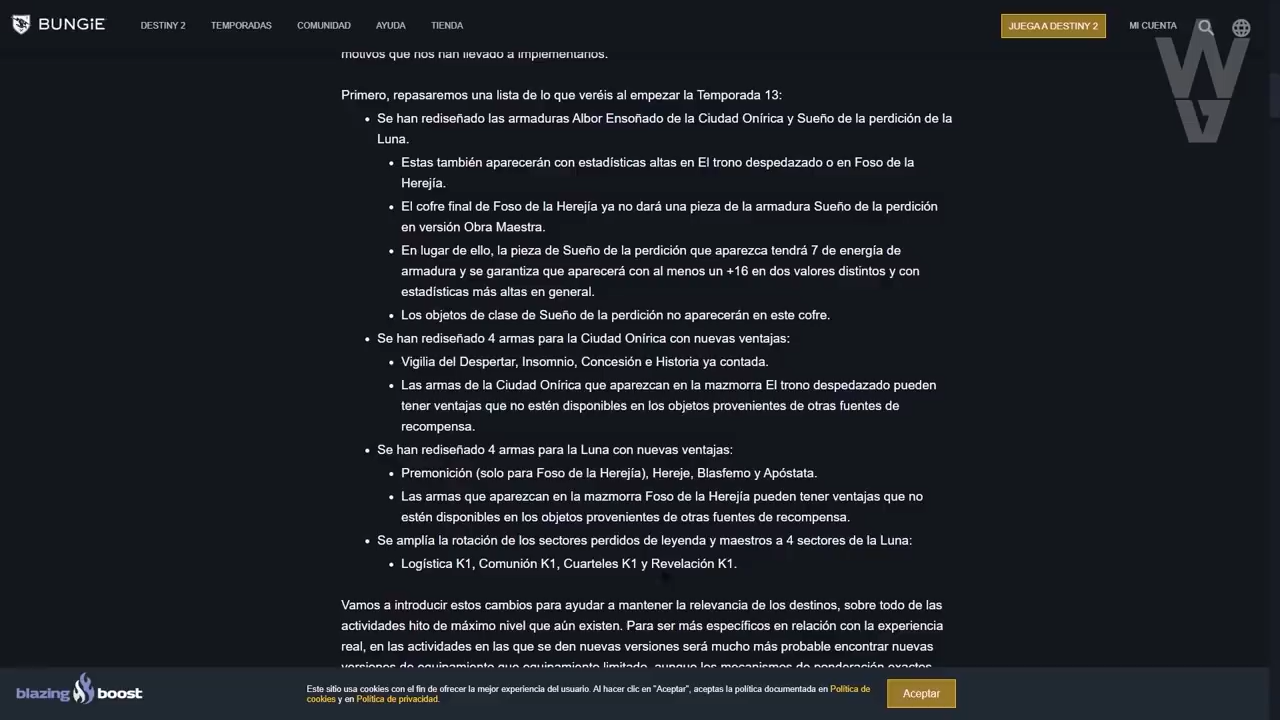 BUNGiE DESTINY 2 TEMPORADAS COMUNIDAD AYUDA TIENDA JUEGA A DESTINY 2 MI CUENTA
WG
motivos que nos han llevado a implementarlos.
Primero, repasaremos una lista de lo que veréis al empezar la Temporada 13:
Se han rediseñado las armaduras Albor Ensoñado de la Ciudad Onírica y Sueño de la perdición de la
Luna.
Estas también aparecerán con estadísticas altas en El trono despedazado o en Foso de la
Herejía.
El cofre final de Foso de la Herejía ya no dará una pieza de la armadura Sueño de la perdición
en versión Obra Maestra.
En lugar de ello, la pieza de Sueño de la perdición que aparezca tendrá 7 de energía de
armadura y se garantiza que aparecerá con al menos un +16 en dos valores distintos y con
estadísticas más altas en general.
Los objetos de clase de Sueño de la perdición no aparecerán en este cofre.
Se han rediseñado 4 armas para la Ciudad Onírica con nuevas ventajas:
Vigilia del Despertar, Insomnio, Concesión e Historia ya contada.
Las armas de la Ciudad Onírica que aparezcan en la mazmorra El trono despedazado pueden
tener ventajas que no estén disponibles en los objetos provenientes de otras fuentes de
recompensa.
Se han rediseñado 4 armas para la Luna con nuevas ventajas:
Premonición (solo para Foso de la Herejía), Hereje, Blasfemo y Apóstata.
Las armas que aparezcan en la mazmorra Foso de la Herejía pueden tener ventajas que no
estén disponibles en los objetos provenientes de otras fuentes de recompensa.
Se amplía la rotación de los sectores perdidos de leyenda y maestros a 4 sectores de la Luna:
Logística K1, Comunión K1, Cuarteles K1 y Revelación K1.
Vamos a introducir estos cambios para ayudar a mantener la relevancia de los destinos, sobre todo de las
actividades hito de máximo nivel que aún existen. Para ser más específicos en relación con la experiencia
real, en las actividades en las que se den nuevas versiones será mucho más probable encontrar nuevas
versiones de equipamiento que equipamiento limitado, aunque los mecanismos de ponderación exactos
blazing boost
Este sitio usa cookies con el fin de ofrecer la mejor experiencia del usuario. Al hacer clic en "Aceptar", aceptas la política documentada en Política de
cookies y en Política de privacidad.
Aceptar